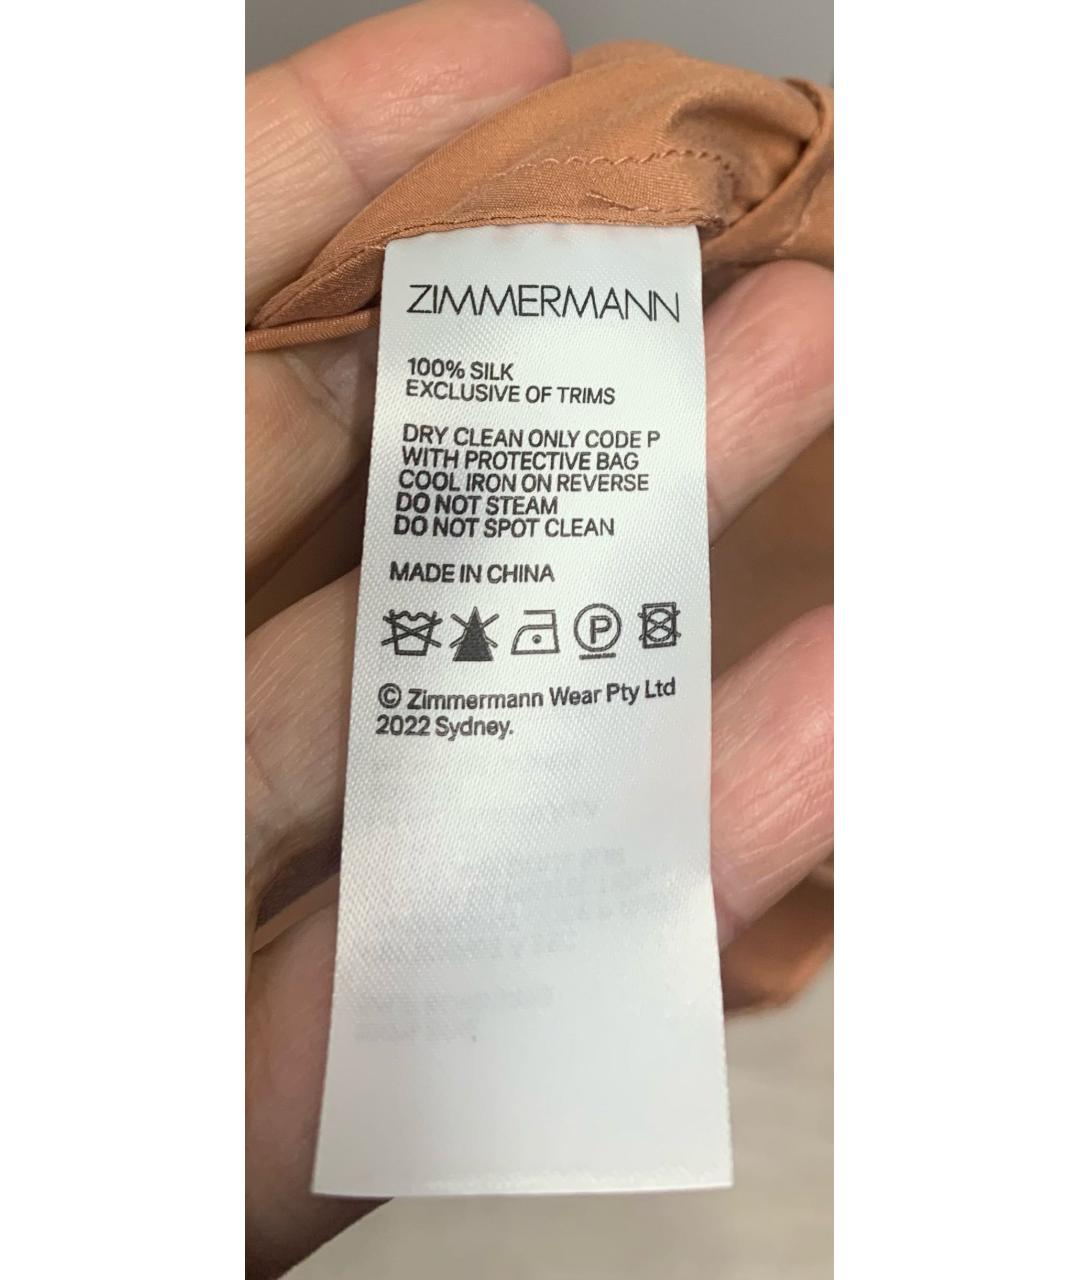 ZIMMERMANN
100% SILK
EXCLUSIVE OF TRIMS
DRY CLEAN ONLY CODE P
WITH PROTECTIVE BAG
COOL IRON ON REVERSE
DO NOT STEAM
DO NOT SPOT CLEAN
MADE IN CHINA
P
© Zimmermann Wear Pty Ltd
2022 Sydney.